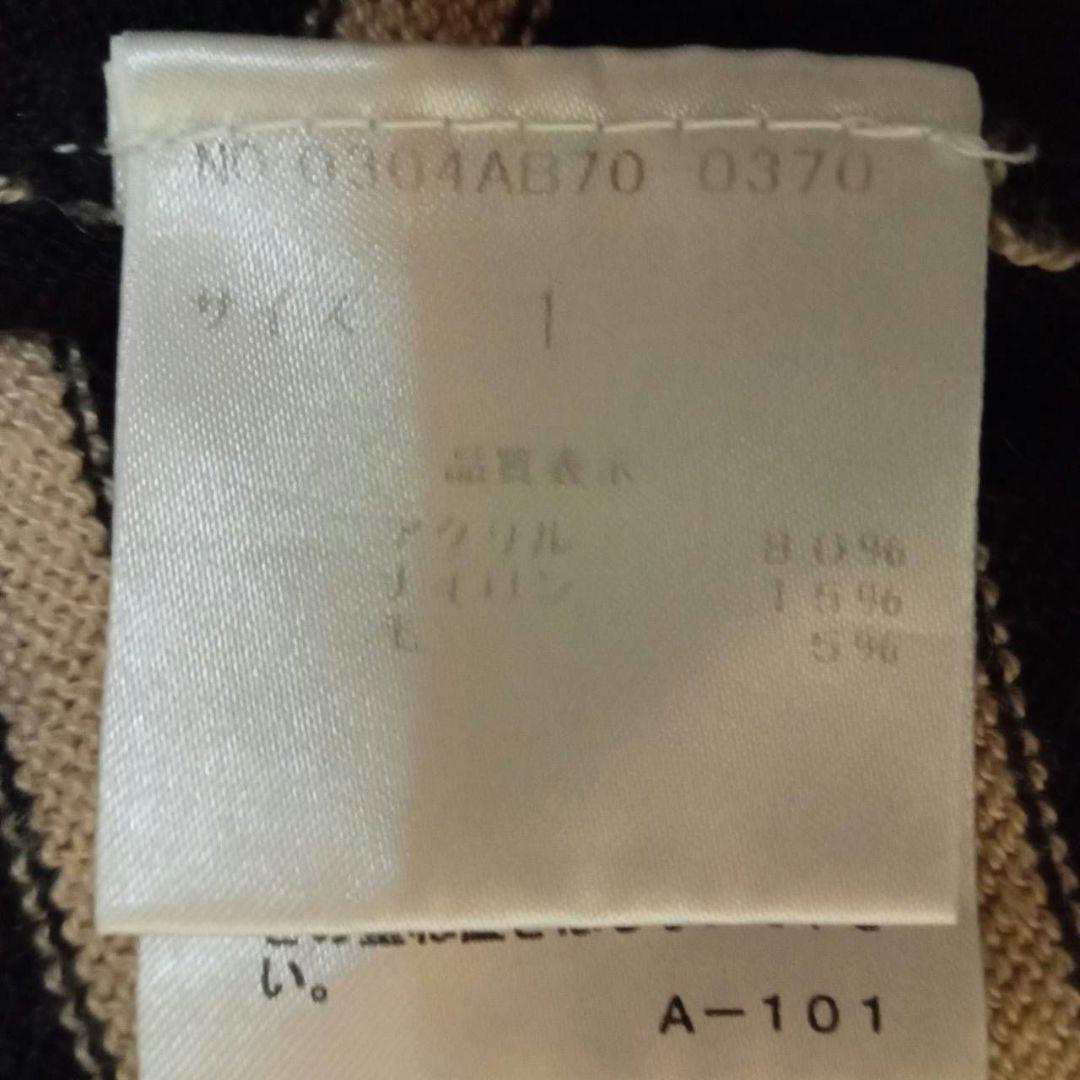 NO 0304AB70 0370
サイズ 1
品質表示
アクリル 80%
ナイロン 15%
毛 5%
い。
A-101